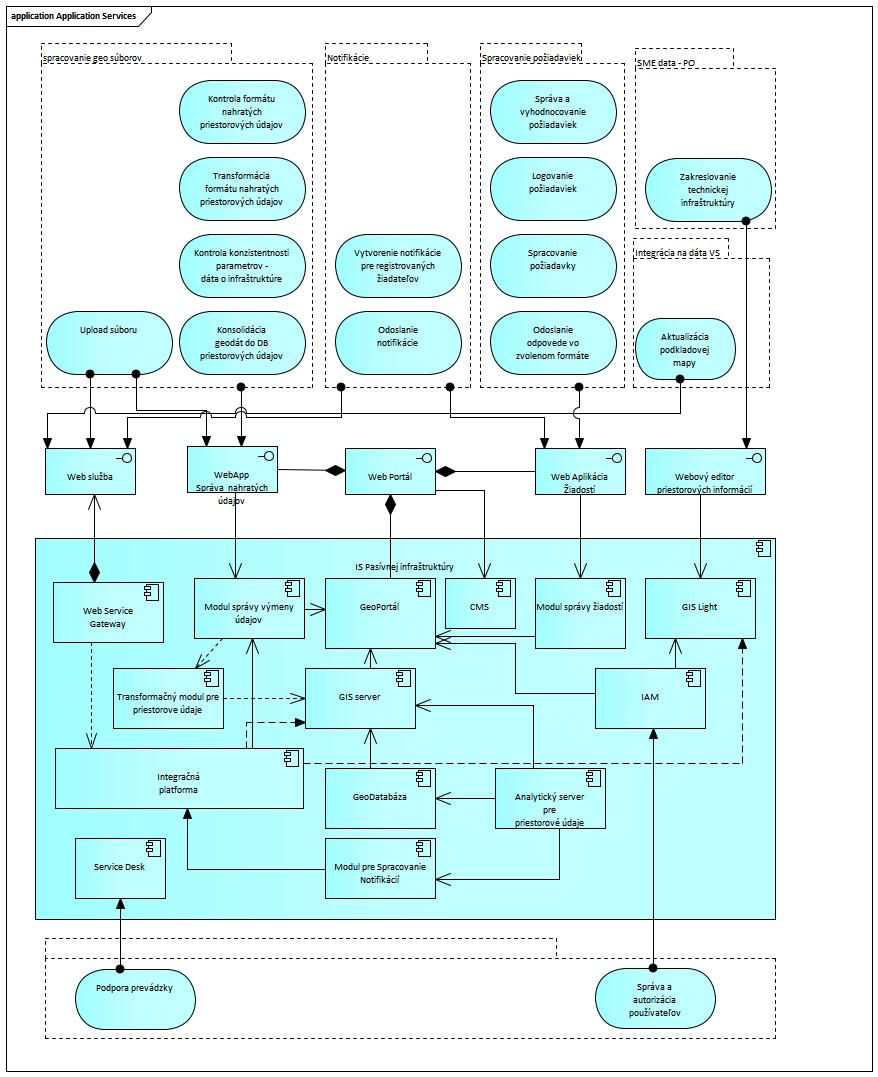 application Application Services
spracovanie geo súborov
Notifikácie
Spracovanie požiadaviek
SME data - PO
Kontrola formátu
nahratých
priestorových údajov
Správa a
vyhodnocovanie
požiadaviek
Transformácia
formátu nahratých
priestorových údajov
Logovanie
požiadaviek
Zakreslovanie
technickej
infraštruktúry
Kontrola konzistentnosti
parametrov -
dáta o infraštruktúre
Vytvorenie notifikácie
pre registrovaných
žiadateľov
Spracovanie
požiadavky
Integrácia na dáta VS
Upload súboru
Konsolidácia
geodát do DB
priestorových údajov
Odoslanie
notifikácie
Odoslanie
odpovede vo
zvolenom formáte
Aktualizácia
podkladovej
mapy
Web služba
WebApp
Správa nahratých
údajov
Web Portál
Web Aplikácia
Žiadostí
Webový editor
priestorových informácií
IS Pasívnej infraštruktúry
Web Service
Gateway
Modul správy výmeny
údajov
GeoPortál
CMS
Modul správy žiadostí
GIS Light
Transformačný modul pre
priestorove údaje
GIS server
IAM
Integračná
platforma
GeoDatabáza
Analytický server
pre
priestorové údaje
Service Desk
Modul pre Spracovanie
Notifikácií
Podpora prevádzky
Správa a
autorizácia
používateľov